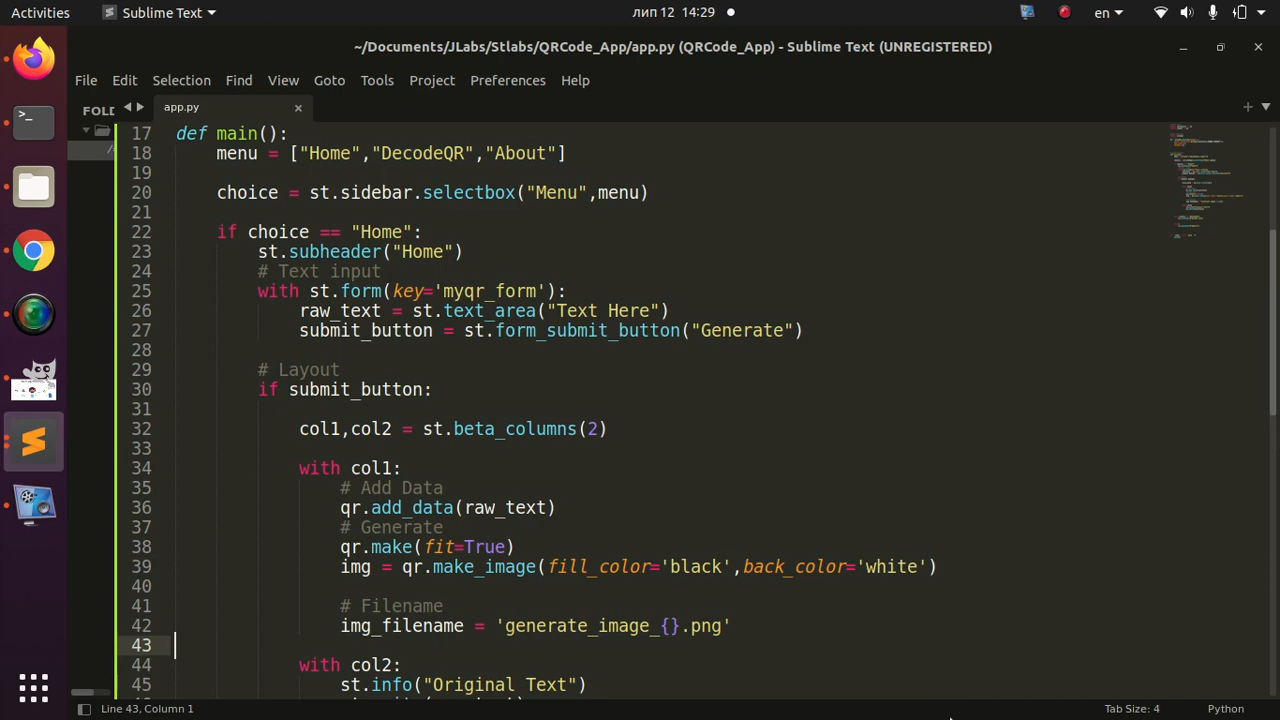 Activities
Sublime Text
лип 12 14:29
en
~/Documents/JLabs/Stlabs/QRCode_App/app.py (QRCode_App) - Sublime Text (UNREGISTERED)
File Edit Selection Find View Goto Tools Project Preferences Help
FOLD
app.py
17 def main():
18 menu = ["Home","DecodeQR","About"]
19
20 choice = st.sidebar.selectbox("Menu",menu)
21
22 if choice == "Home":
23 st.subheader("Home")
24 # Text input
25 with st.form(key='myqr_form'):
26 raw_text = st.text_area("Text Here")
27 submit_button = st.form_submit_button("Generate")
28
29 # Layout
30 if submit_button:
31
32 col1,col2 = st.beta_columns(2)
33
34 with col1:
35 # Add Data
36 qr.add_data(raw_text)
37 # Generate
38 qr.make(fit=True)
39 img = qr.make_image(fill_color='black',back_color='white')
40
41 # Filename
42 img_filename = 'generate_image_{}.png'
43
44 with col2:
45 st.info("Original Text")
Line 43, Column 1
Tab Size: 4
Python